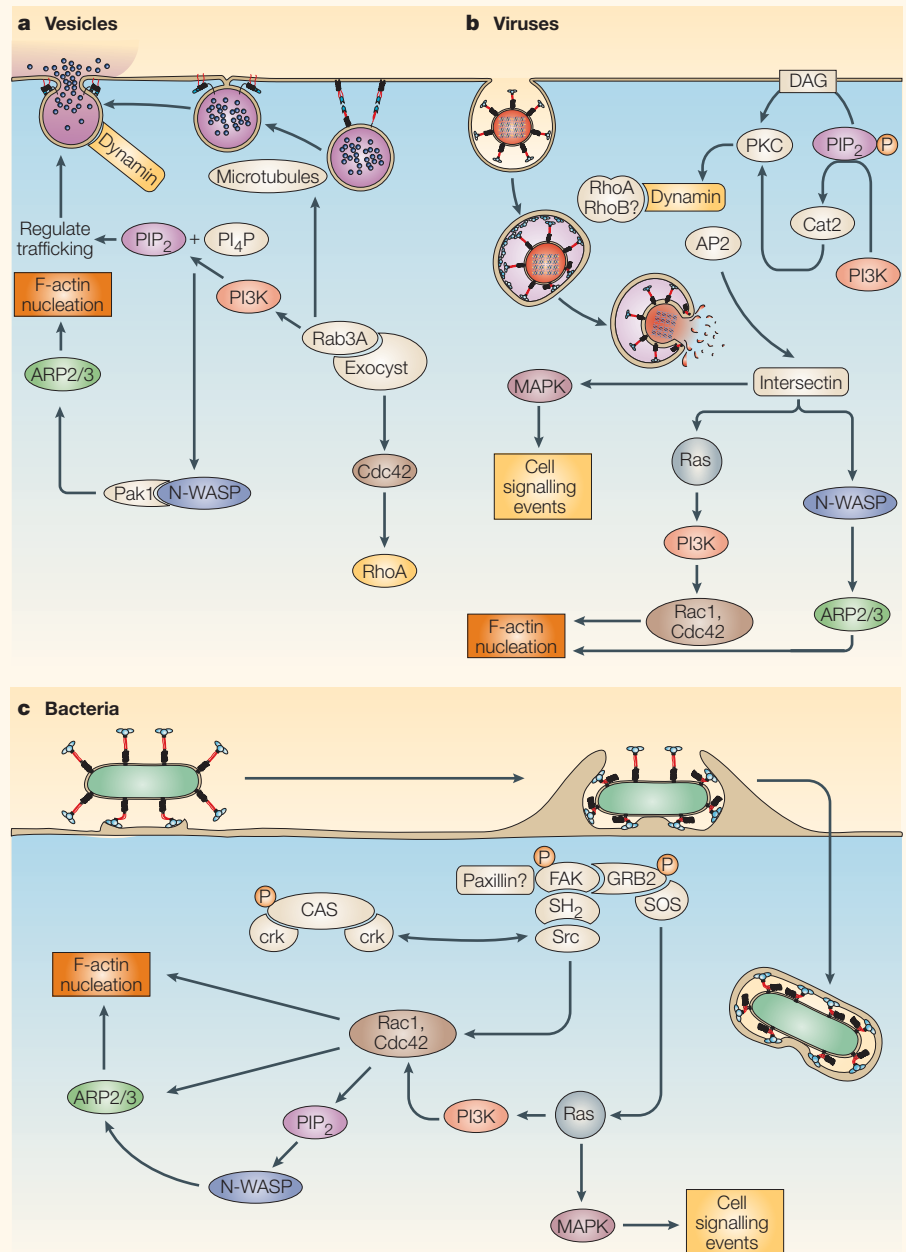 a Vesicles
Dynamin
Microtubules
Regulate
trafficking
PIP2 + PI4P
F-actin
nucleation
PI3K
Rab3A
Exocyst
ARP2/3
Cdc42
Pak1 N-WASP
RhoA
b Viruses
DAG
PKC
PIP2 P
RhoA
RhoB?
Dynamin
Cat2
AP2
PI3K
MAPK
Intersectin
Cell
signalling
events
Ras
N-WASP
PI3K
Rac1,
Cdc42
ARP2/3
F-actin
nucleation
c Bacteria
P
P
Paxillin?
FAK
GRB2
P
CAS
SH2
SOS
crk
crk
Src
F-actin
nucleation
Rac1,
Cdc42
ARP2/3
PIP2
PI3K
Ras
N-WASP
MAPK
Cell
signalling
events